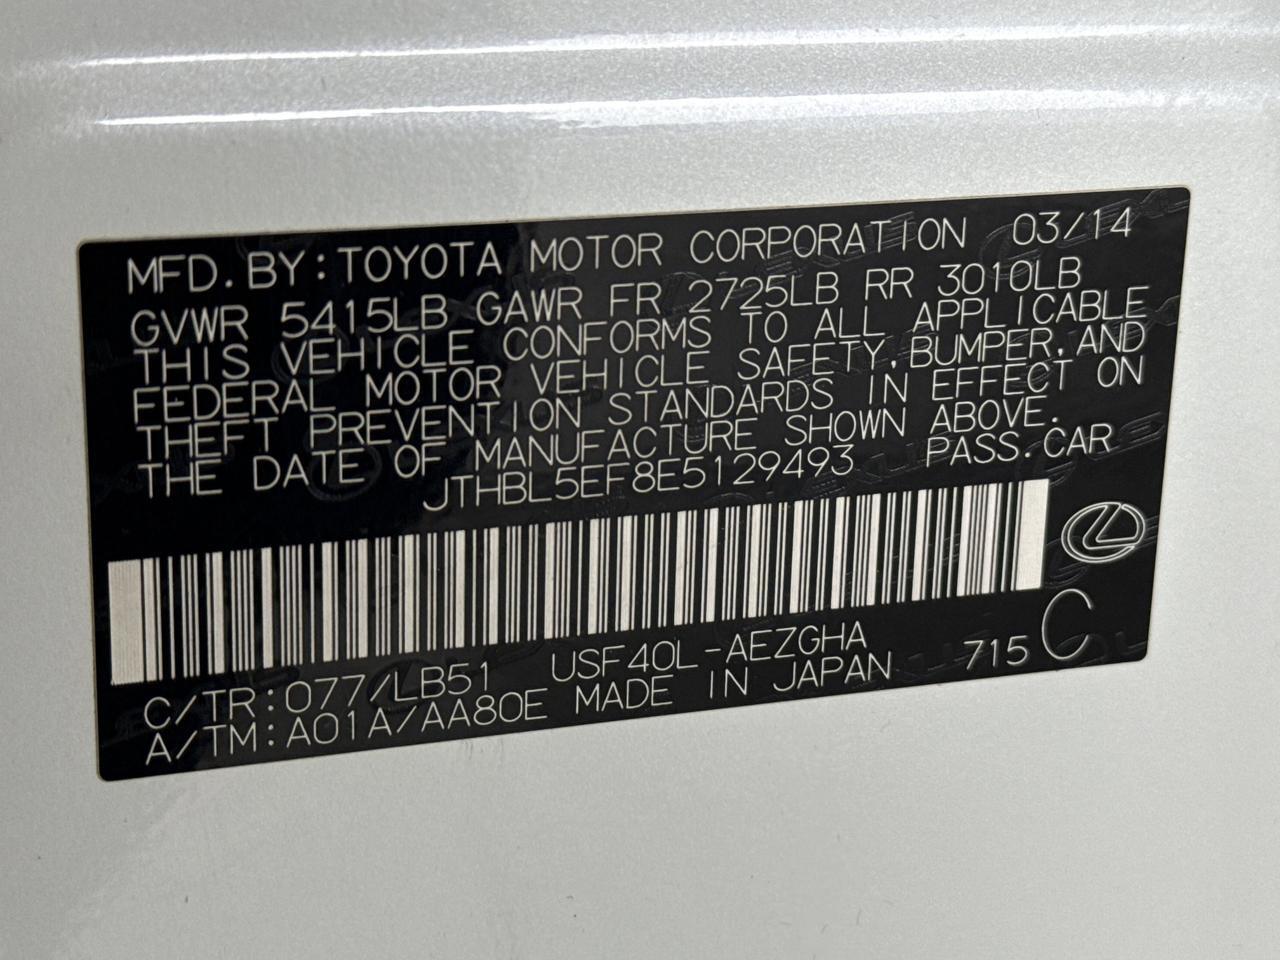 MFD. BY: TOYOTA MOTOR CORPORATION 03/14
GVWR 5415LB GAWR FR 2725LB RR 3010LB
THIS VEHICLE CONFORMS TO ALL APPLICABLE
FEDERAL MOTOR VEHICLE SAFETY, BUMPER, AND
THEFT PREVENTION STANDARDS IN EFFECT ON
THE DATE OF MANUFACTURE SHOWN ABOVE.
JTHBL5EF8E5129493 PASS. CAR
C/TR: 077/LB51 USF40L-AEZGHA
A/TM: A01A/AA80E MADE IN JAPAN 715 C